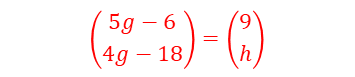 (5g − 6
4g − 18) = (9
h)